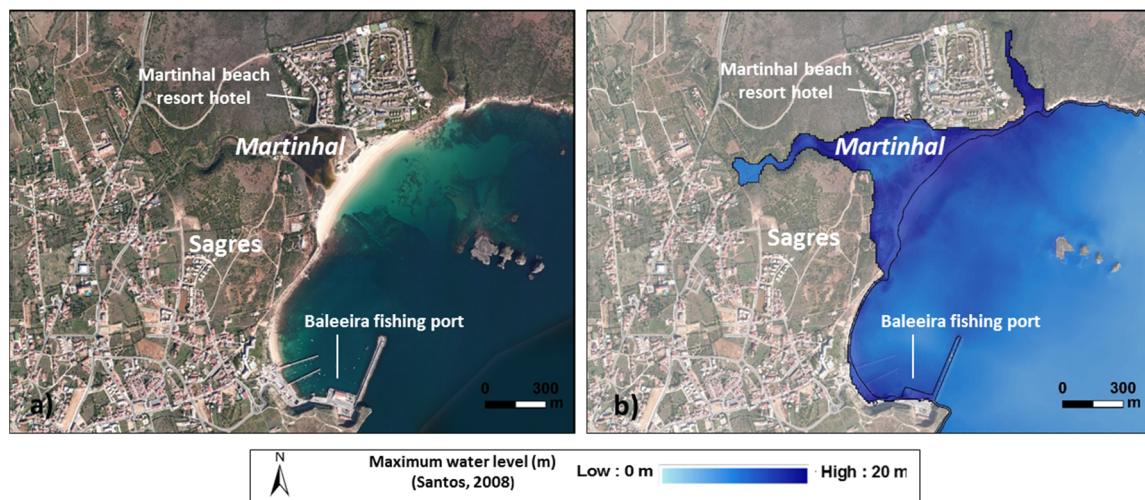 Martinhal beach
resort hotel
Martinhal
Sagres
Baleeira fishing port
0 300
m
a)
Martinhal beach
resort hotel
Martinhal
Sagres
Baleeira fishing port
0 300
m
b)
N
Maximum water level (m)
(Santos, 2008)
Low : 0 m
High : 20 m